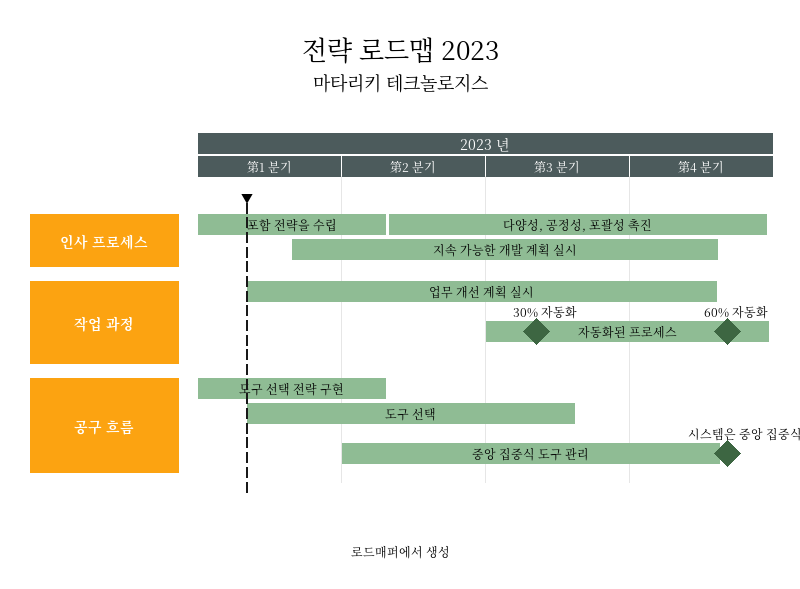 전략 로드맵 2023
마타리키 테크놀로지스
2023 년
第1 분기
第2 분기
第3 분기
第4 분기
인사 프로세스
포함 전략을 수립
다양성, 공정성, 포괄성 촉진
지속 가능한 개발 계획 실시
작업 과정
업무 개선 계획 실시
30% 자동화
60% 자동화
자동화된 프로세스
공구 흐름
도구 선택 전략 구현
도구 선택
시스템은 중앙 집중식
중앙 집중식 도구 관리
로드매퍼에서 생성